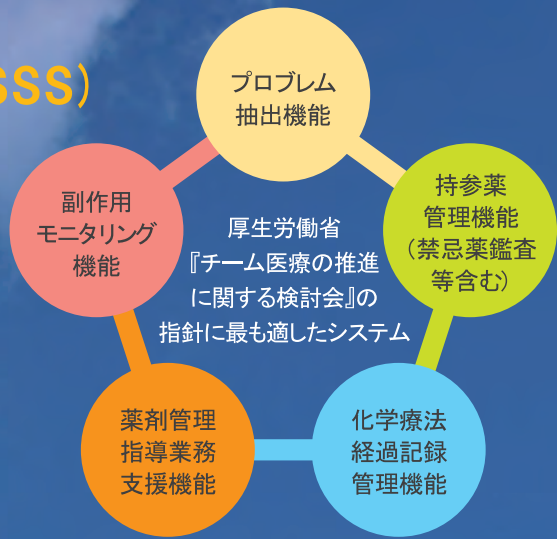 SSS)
プロブレム
抽出機能
副作用
モニタリング
機能
厚生労働省
『チーム医療の推進
に関する検討会』の
指針に最も適したシステム
持参薬
管理機能
(禁忌薬鑑査
等含む)
薬剤管理
指導業務
支援機能
化学療法
経過記録
管理機能